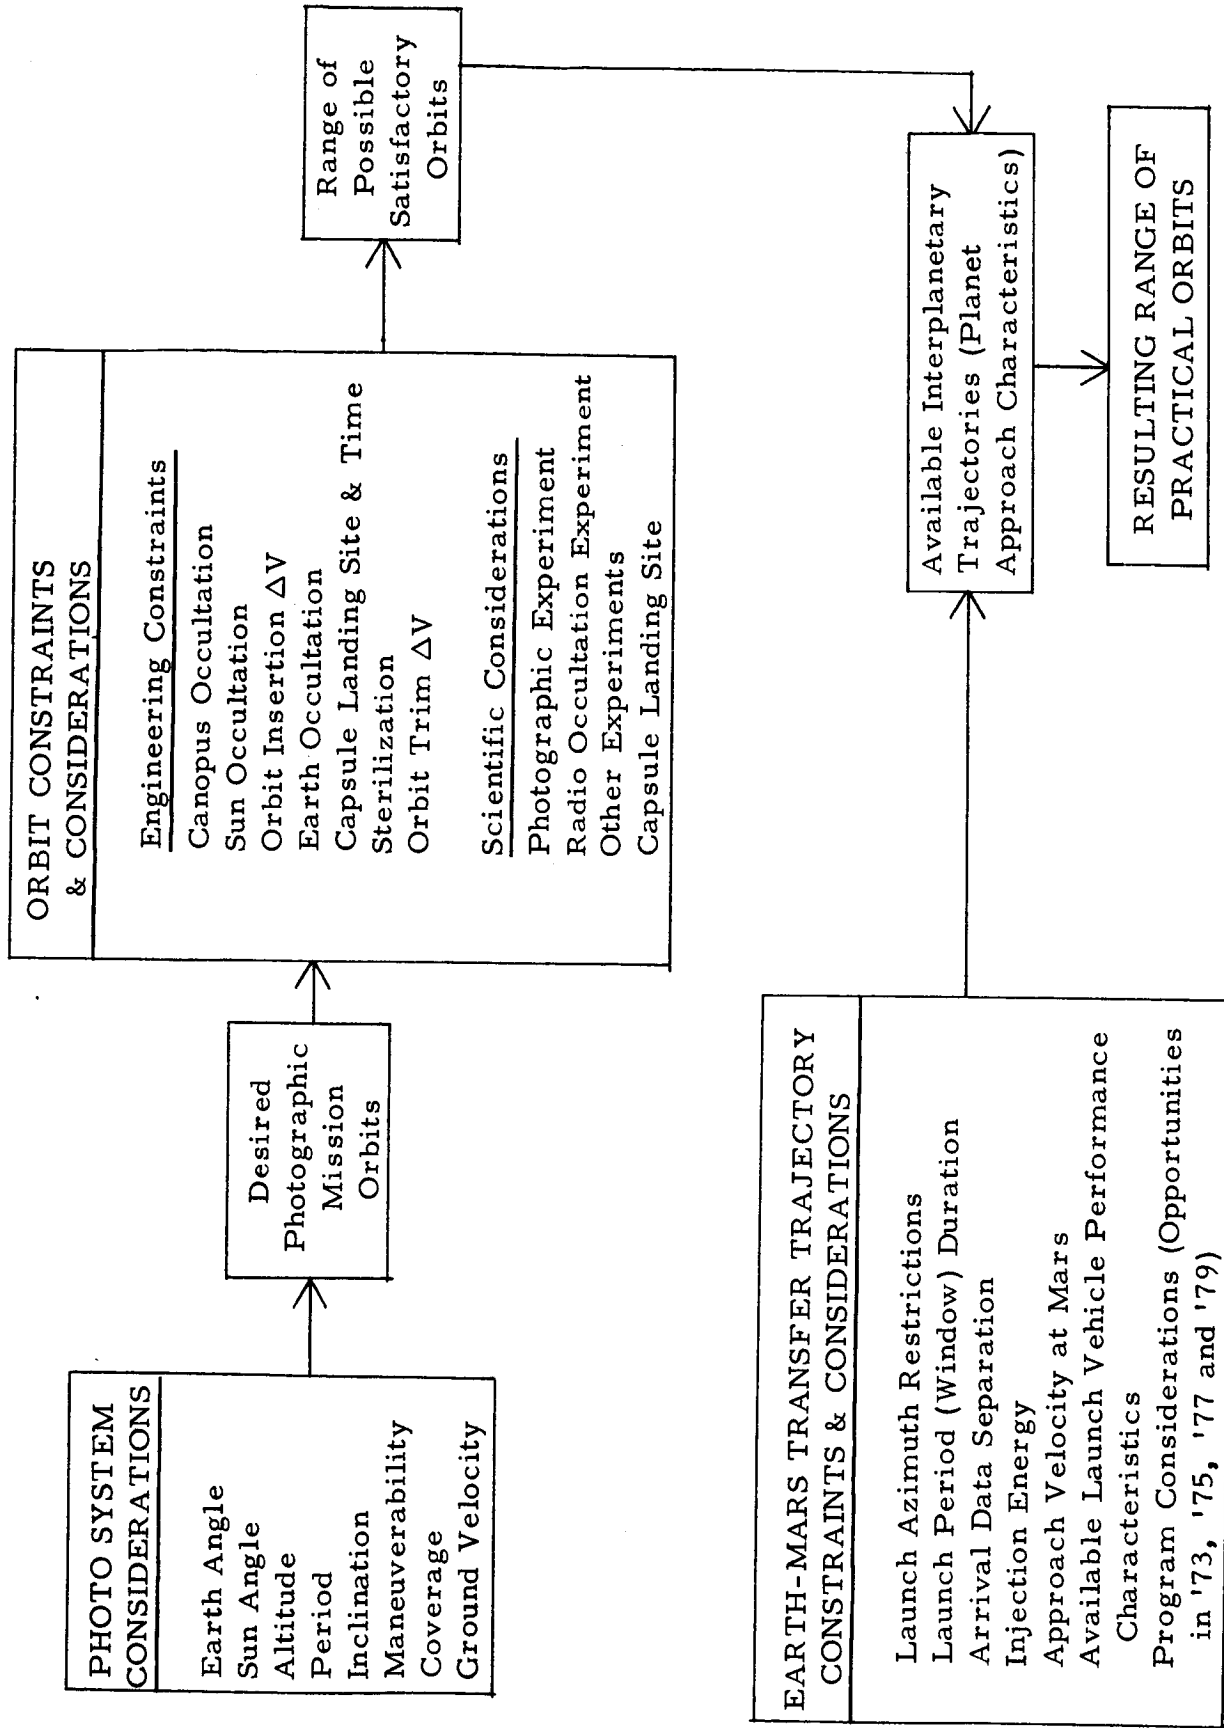 PHOTO SYSTEM
CONSIDERATIONS
Earth Angle
Sun Angle
Altitude
Period
Inclination
Maneuverability
Coverage
Ground Velocity
Desired
Photographic
Mission
Orbits
ORBIT CONSTRAINTS
& CONSIDERATIONS
Engineering Constraints
Canopus Occultation
Sun Occultation
Orbit Insertion ΔV
Earth Occultation
Capsule Landing Site & Time
Sterilization
Orbit Trim ΔV
Scientific Considerations
Photographic Experiment
Radio Occultation Experiment
Other Experiments
Capsule Landing Site
Range of
Possible
Satisfactory
Orbits
EARTH-MARS TRANSFER TRAJECTORY
CONSTRAINTS & CONSIDERATIONS
Launch Azimuth Restrictions
Launch Period (Window) Duration
Arrival Data Separation
Injection Energy
Approach Velocity at Mars
Available Launch Vehicle Performance
Characteristics
Program Considerations (Opportunities
in '73, '75, '77 and '79)
Available Interplanetary
Trajectories (Planet
Approach Characteristics)
RESULTING RANGE OF
PRACTICAL ORBITS